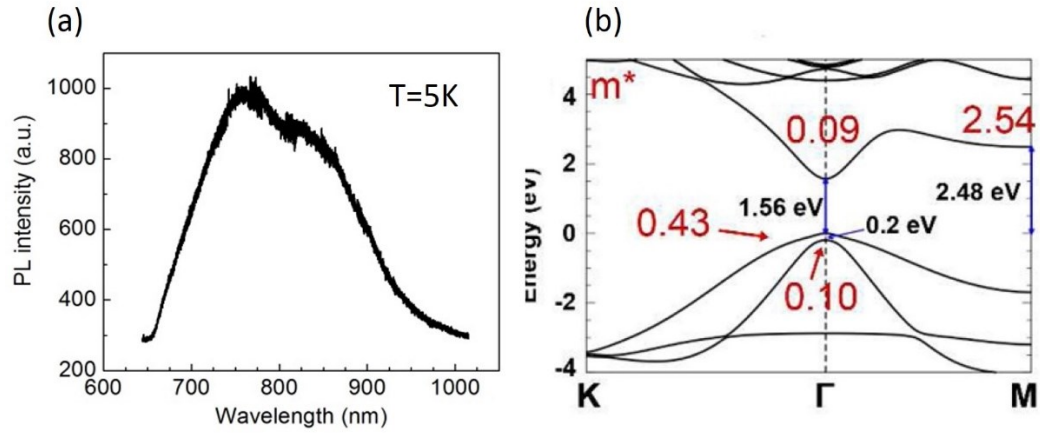 (a)
T=5K
PL intensity (a.u.)
1000
800
600
400
200
600
700
800
900
1000
Wavelength (nm)
(b)
m*
0.09
2.54
1.56 eV
2.48 eV
0.43
0.2 eV
0.10
Energy (eV)
4
2
0
-2
-4
K
Γ
M